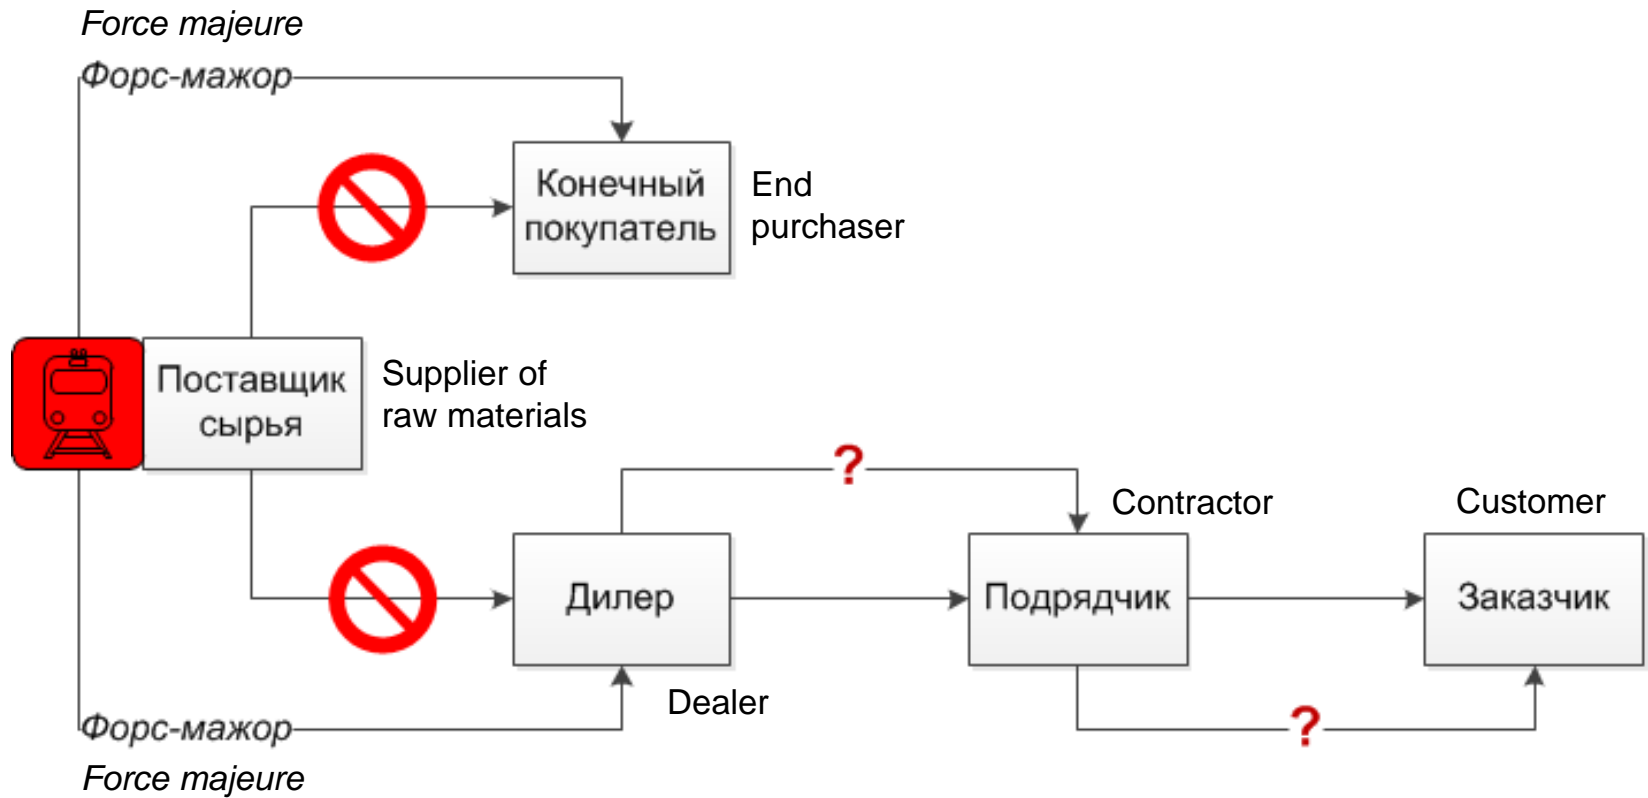 Force majeure
Форс-мажор
Конечный
покупатель
End
purchaser
Поставщик
сырья
Supplier of
raw materials
?
Contractor
Customer
Дилер
Подрядчик
Заказчик
Dealer
Форс-мажор
?
Force majeure